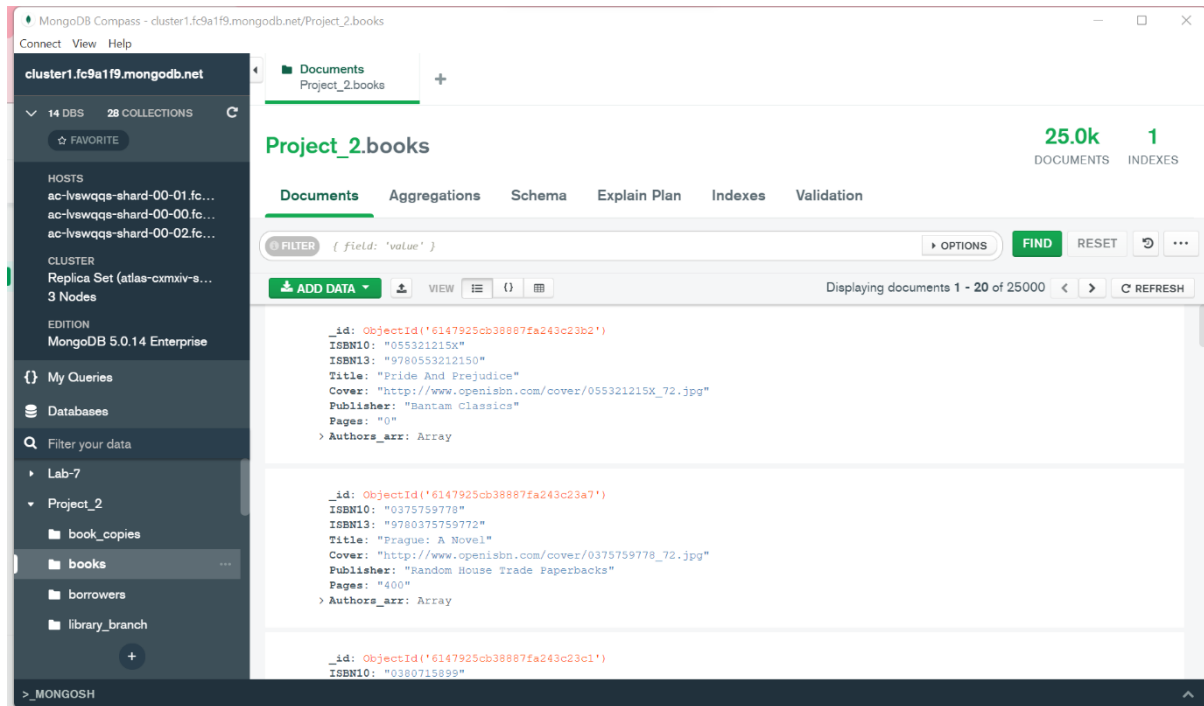 MongoDB Compass - cluster1.fc9a1f9.mongodb.net/Project_2.books
Connect View Help
cluster1.fc9a1f9.mongodb.net
14 DBS 28 COLLECTIONS
FAVORITE
HOSTS
ac-lvswqqs-shard-00-01.fc...
ac-lvswqqs-shard-00-00.fc...
ac-lvswqqs-shard-00-02.fc...
CLUSTER
Replica Set (atlas-cxmxiv-s...
3 Nodes
EDITION
MongoDB 5.0.14 Enterprise
{} My Queries
Databases
Filter your data
Lab-7
Project_2
book_copies
books ...
borrowers
library_branch
+
>_MONGOSH
Documents
Project_2.books
+
Project_2.books
25.0k 1
DOCUMENTS INDEXES
Documents Aggregations Schema Explain Plan Indexes Validation
FILTER { field: 'value' } OPTIONS FIND RESET ...
ADD DATA VIEW {} Displaying documents 1 - 20 of 25000 < > REFRESH
_id: ObjectId('6147925cb38887fa243c23b2')
ISBN10: "055321215X"
ISBN13: "9780553212150"
Title: "Pride And Prejudice"
Cover: "http://www.openisbn.com/cover/055321215X_72.jpg"
Publisher: "Bantam Classics"
Pages: "0"
> Authors_arr: Array
_id: ObjectId('6147925cb38887fa243c23a7')
ISBN10: "0375759778"
ISBN13: "9780375759772"
Title: "Prague: A Novel"
Cover: "http://www.openisbn.com/cover/0375759778_72.jpg"
Publisher: "Random House Trade Paperbacks"
Pages: "400"
> Authors_arr: Array
_id: ObjectId('6147925cb38887fa243c23c1')
ISBN10: "0380715899"